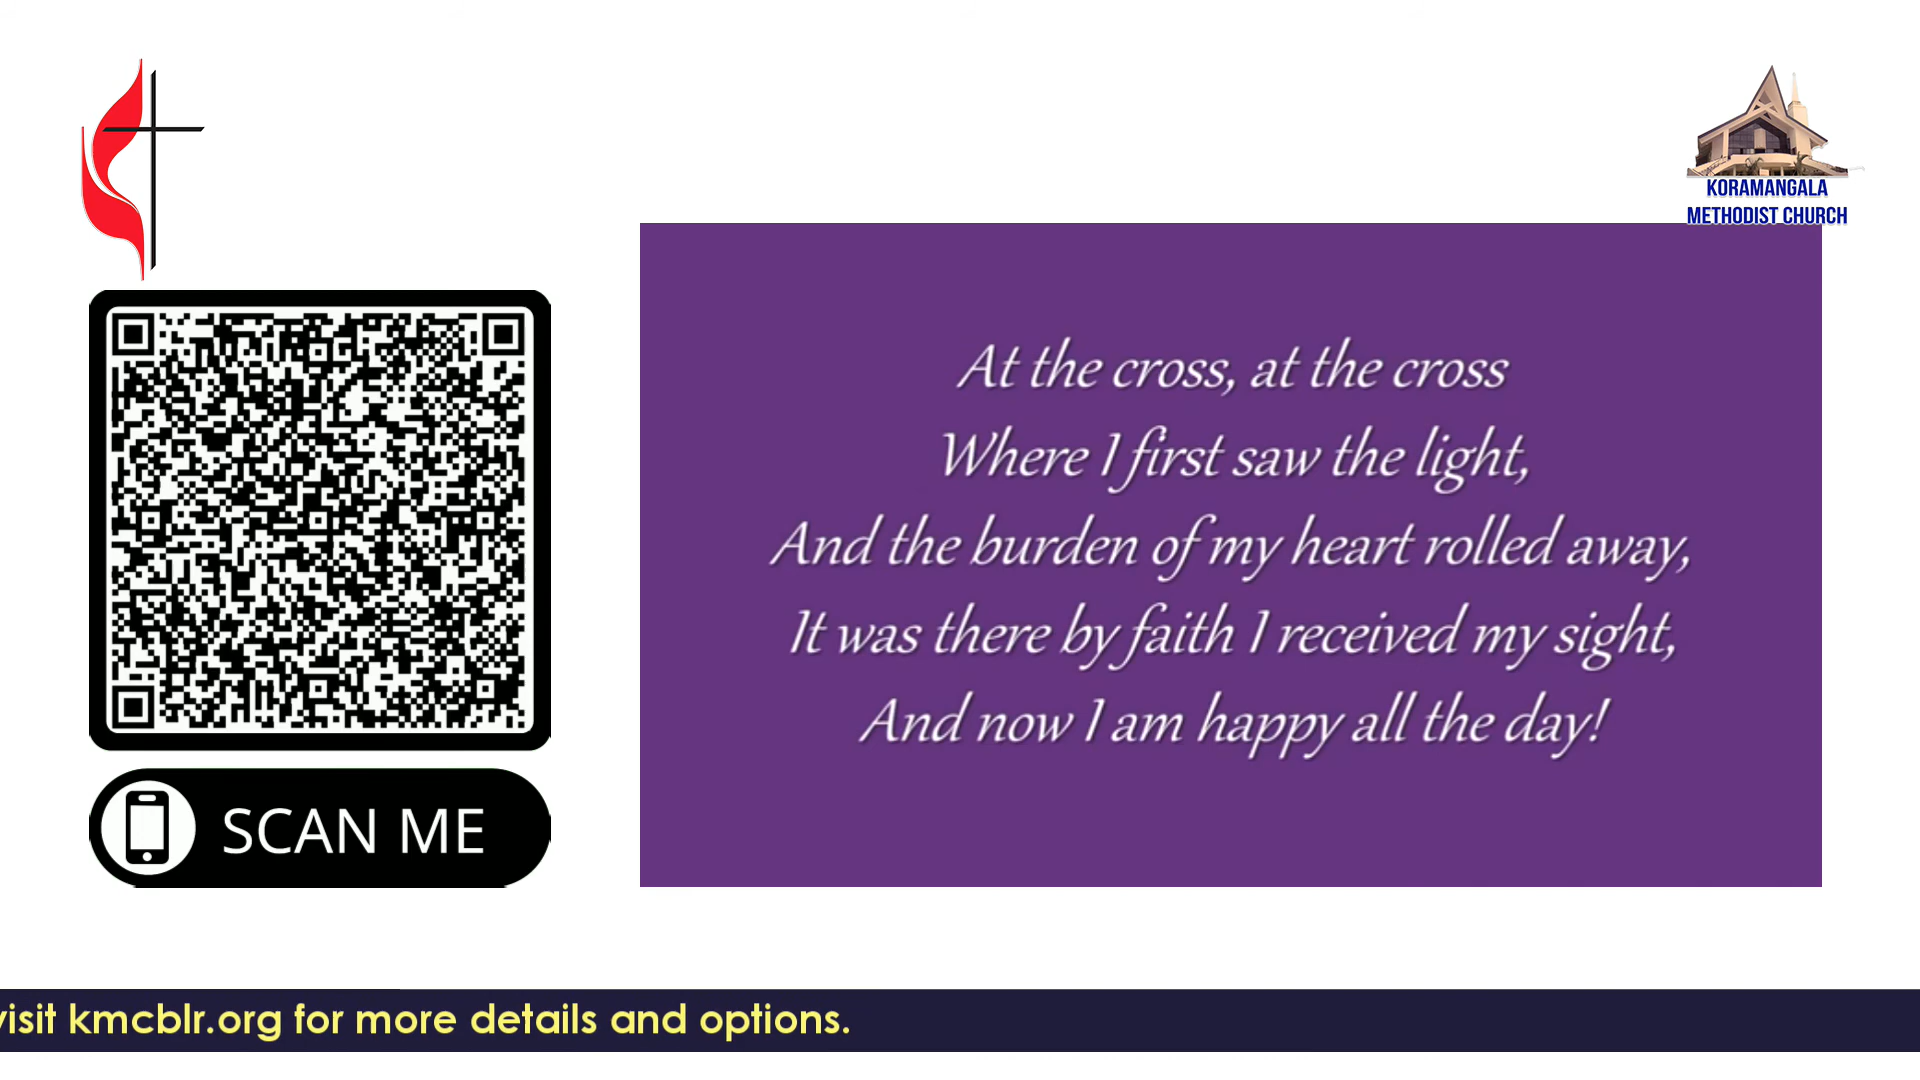 KORAMANGALA
METHODIST CHURCH
At the cross, at the cross
Where I first saw the light,
And the burden of my heart rolled away,
It was there by faith I received my sight,
And now I am happy all the day!
SCAN ME
visit kmcblr.org for more details and options.